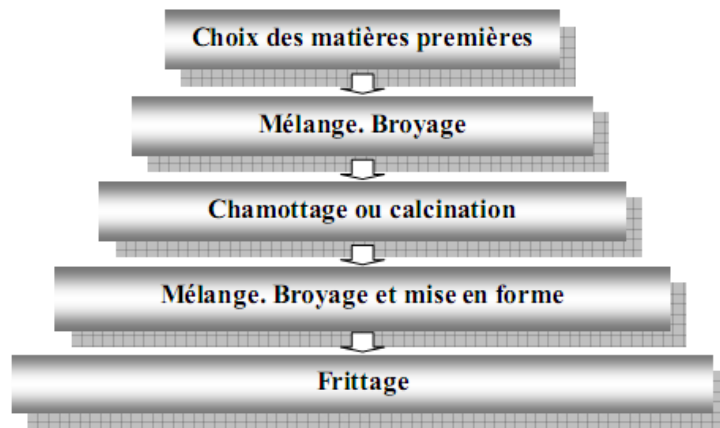 Choix des matières premières
Mélange. Broyage
Chamottage ou calcination
Mélange. Broyage et mise en forme
Frittage